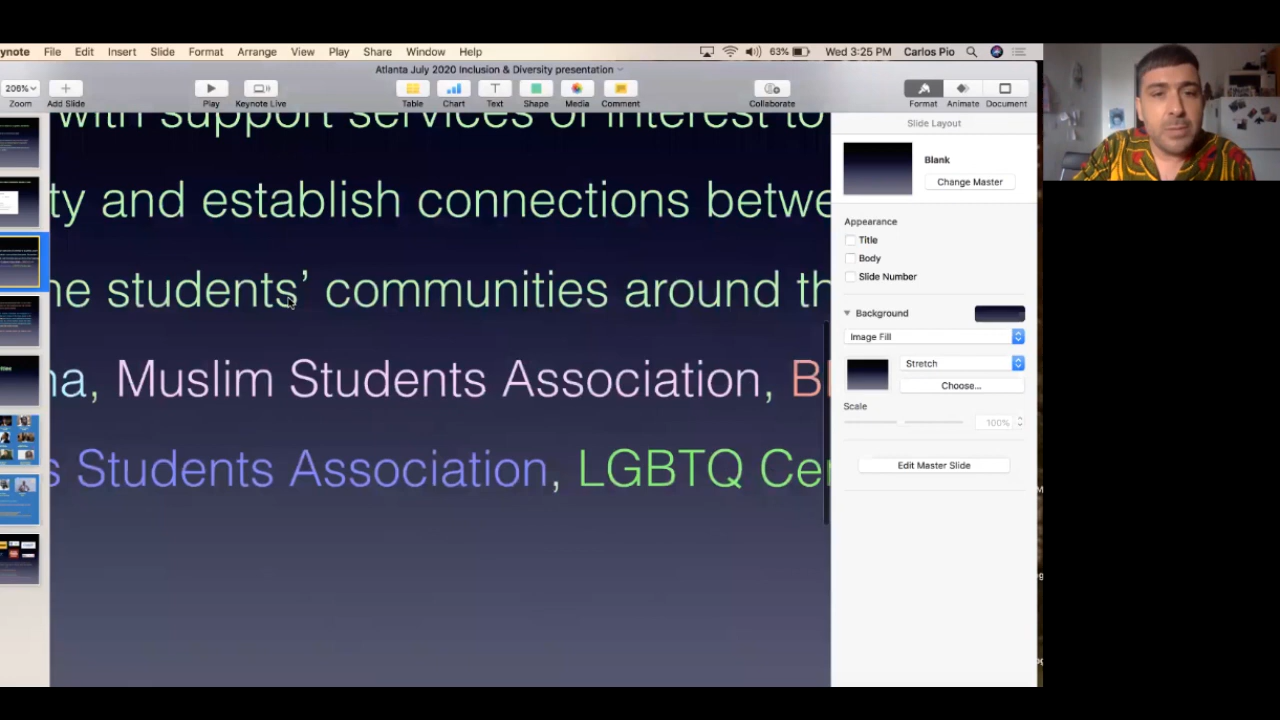 ynote File Edit Insert Slide Format Arrange View Play Share Window Help 63% Wed 3:25 PM Carlos Pio
Atlanta July 2020 Inclusion & Diversity presentation
206%
Zoom Add Slide Play Keynote Live Table Chart Text Shape Media Comment Collaborate Format Animate Document
with support services of interest to
ty and establish connections betwe
he students' communities around th
na, Muslim Students Association, Bl
s Students Association, LGBTQ Cer
Slide Layout
Blank
Change Master
Appearance
Title
Body
Slide Number
Background
Image Fill
Stretch
Choose...
Scale
100%
Edit Master Slide